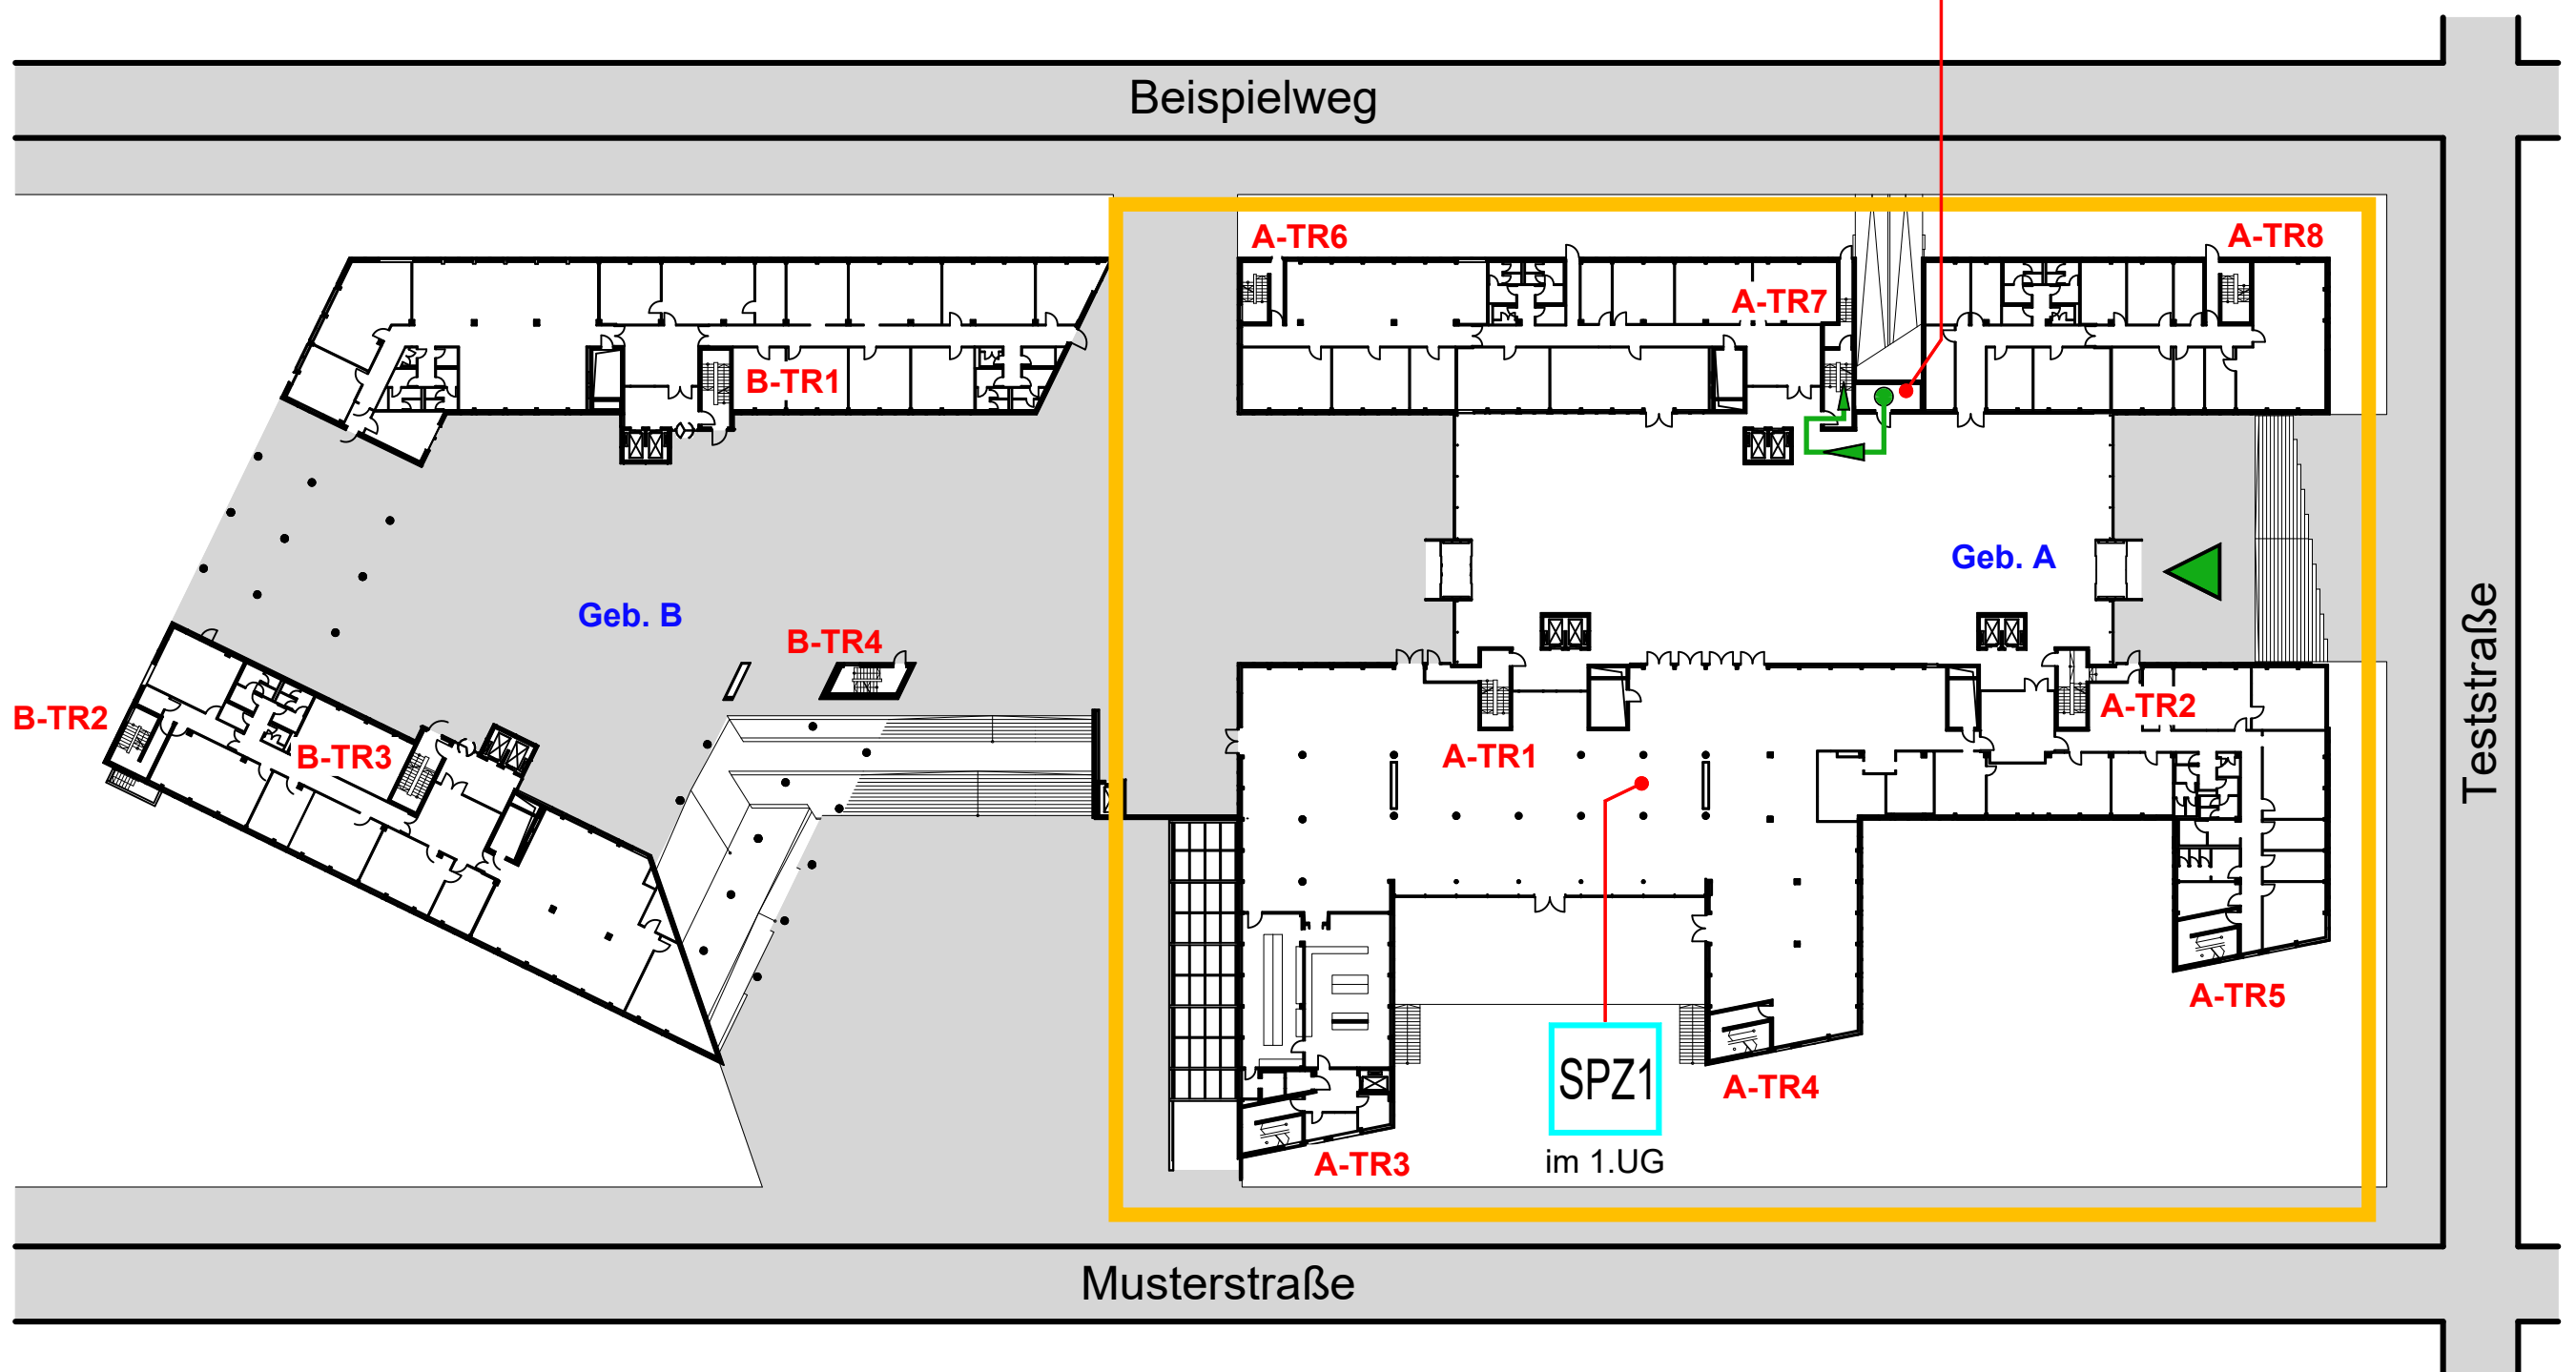 Beispielweg
A-TR6
A-TR8
A-TR7
B-TR1
Geb. A
Geb. B
B-TR4
Teststraße
B-TR2
B-TR3
A-TR1
A-TR2
A-TR5
SPZ1
A-TR4
im 1.UG
A-TR3
Musterstraße